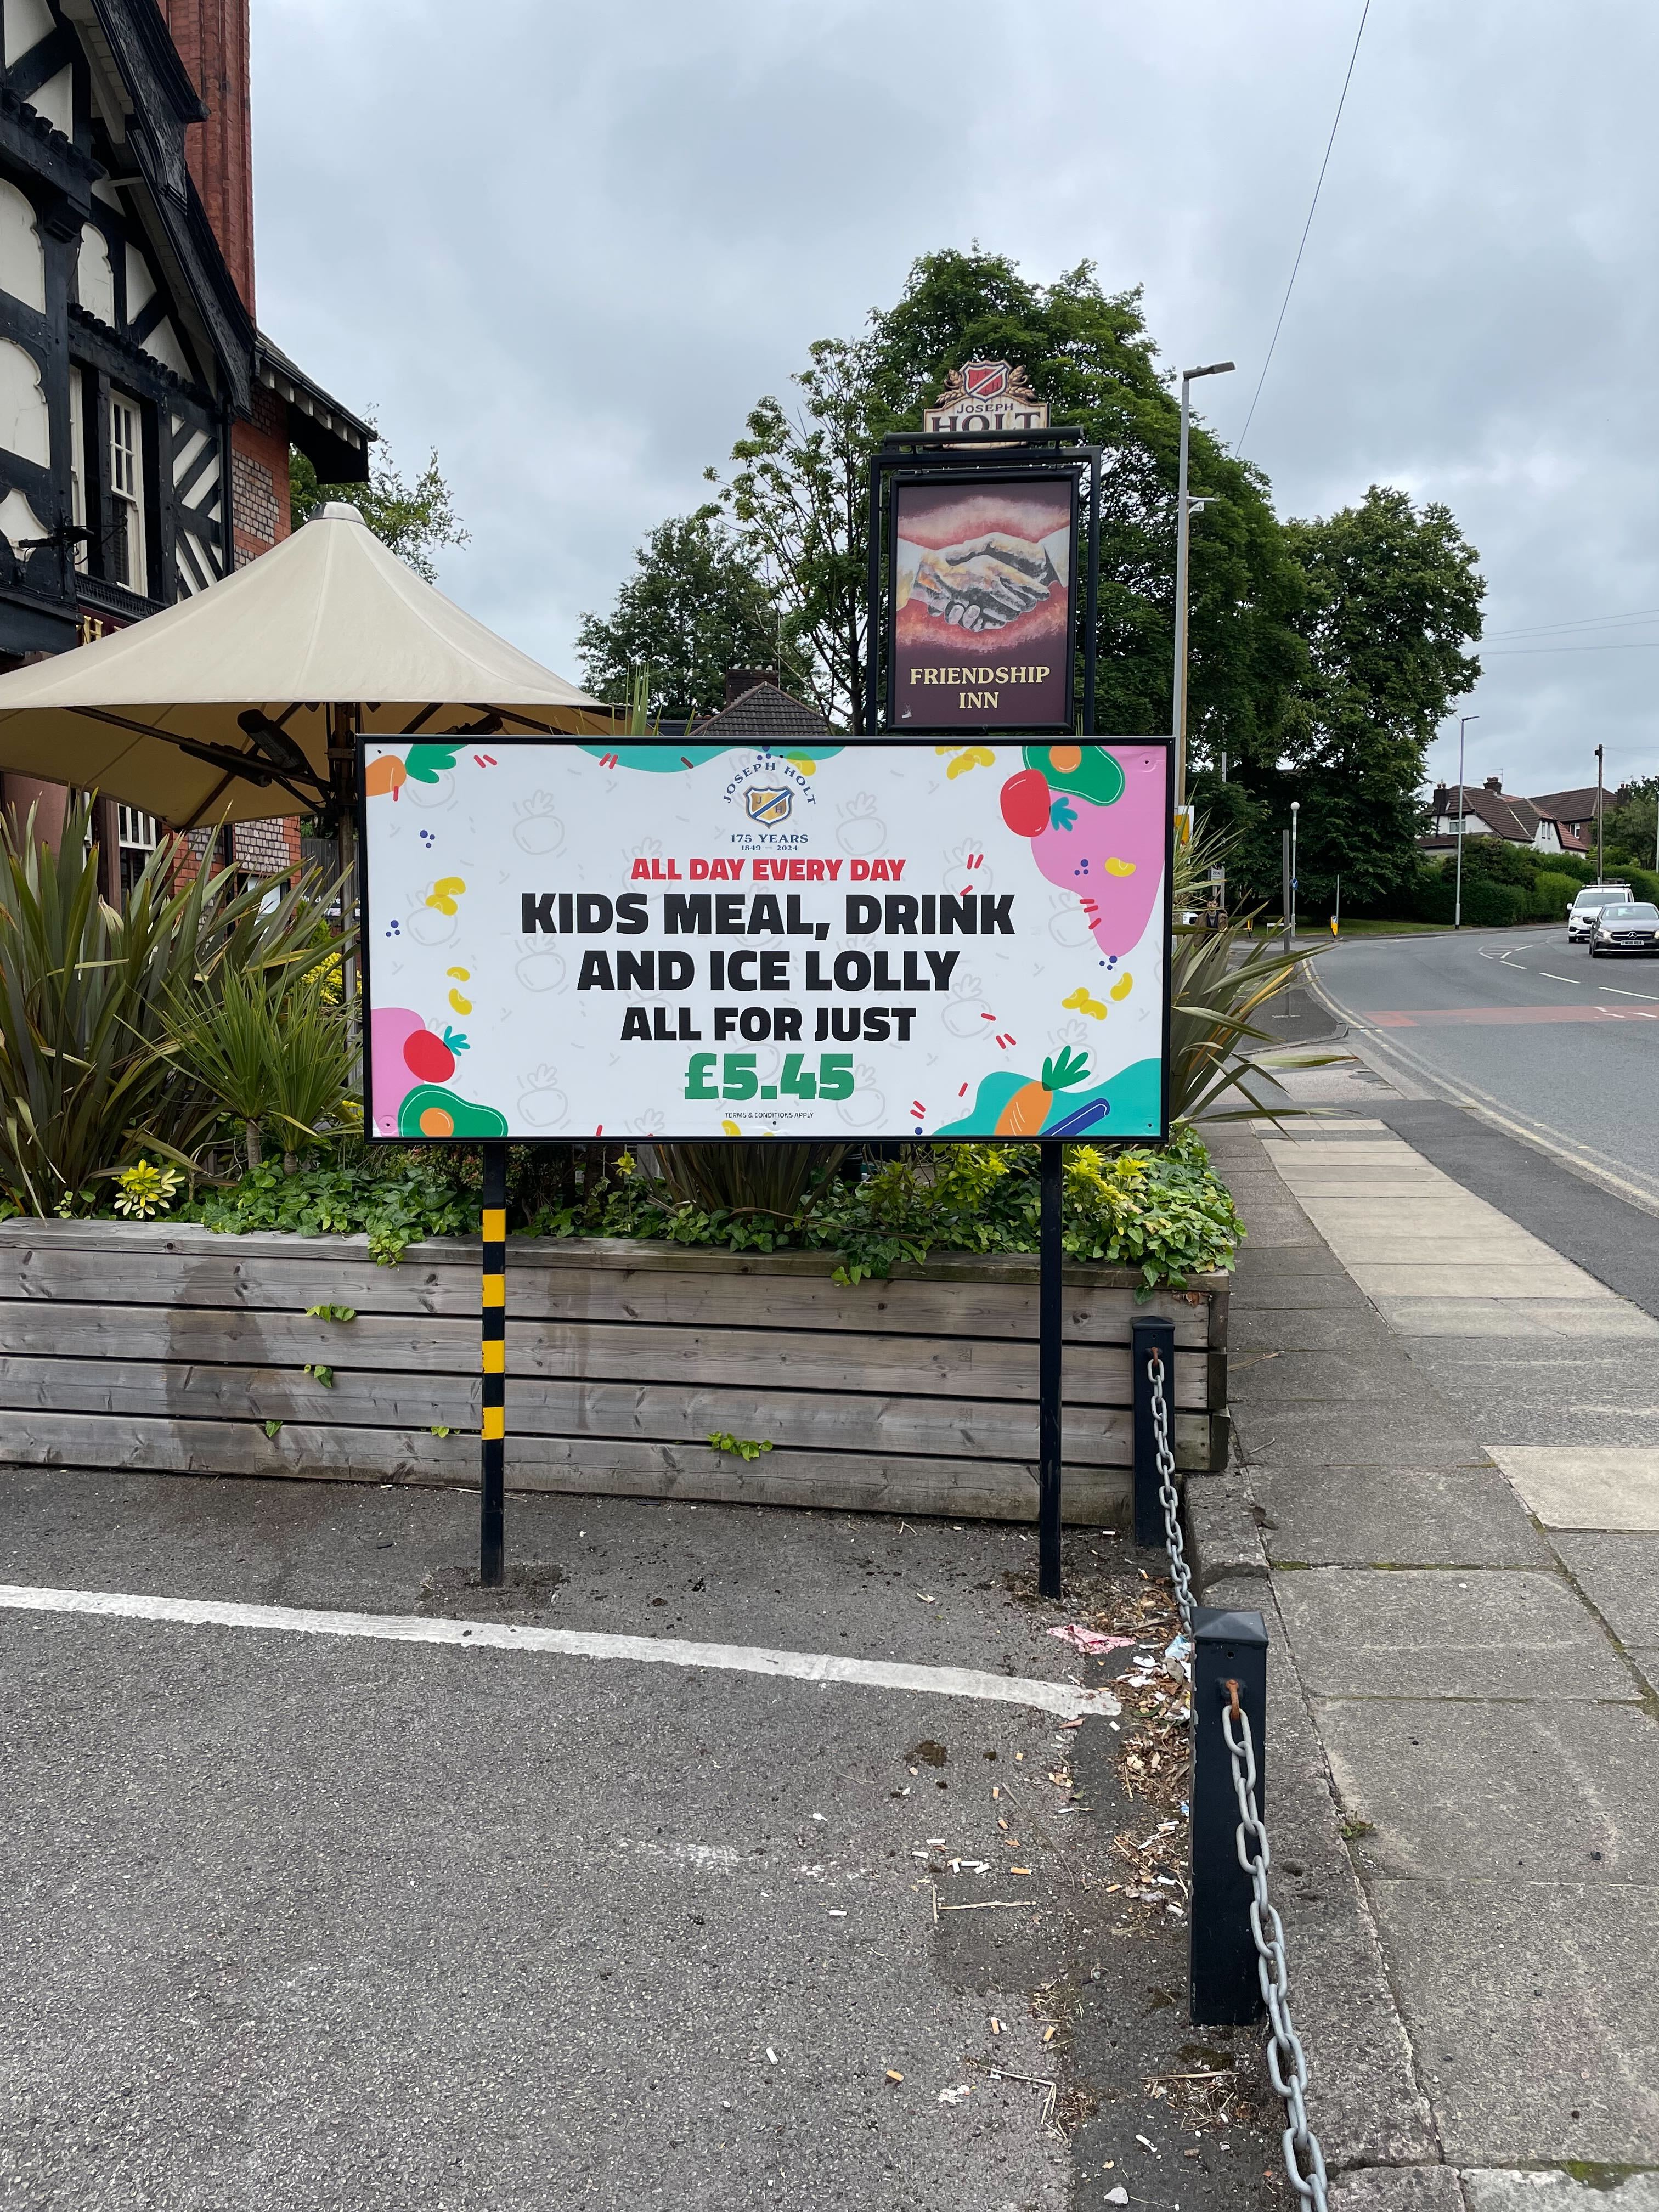 JOSEPH
HOLT
FRIENDSHIP
INN
JOSEPH HOLT
JH
175 YEARS
1849 – 2024
ALL DAY EVERY DAY
KIDS MEAL, DRINK
AND ICE LOLLY
ALL FOR JUST
£5.45
TERMS & CONDITIONS APPLY